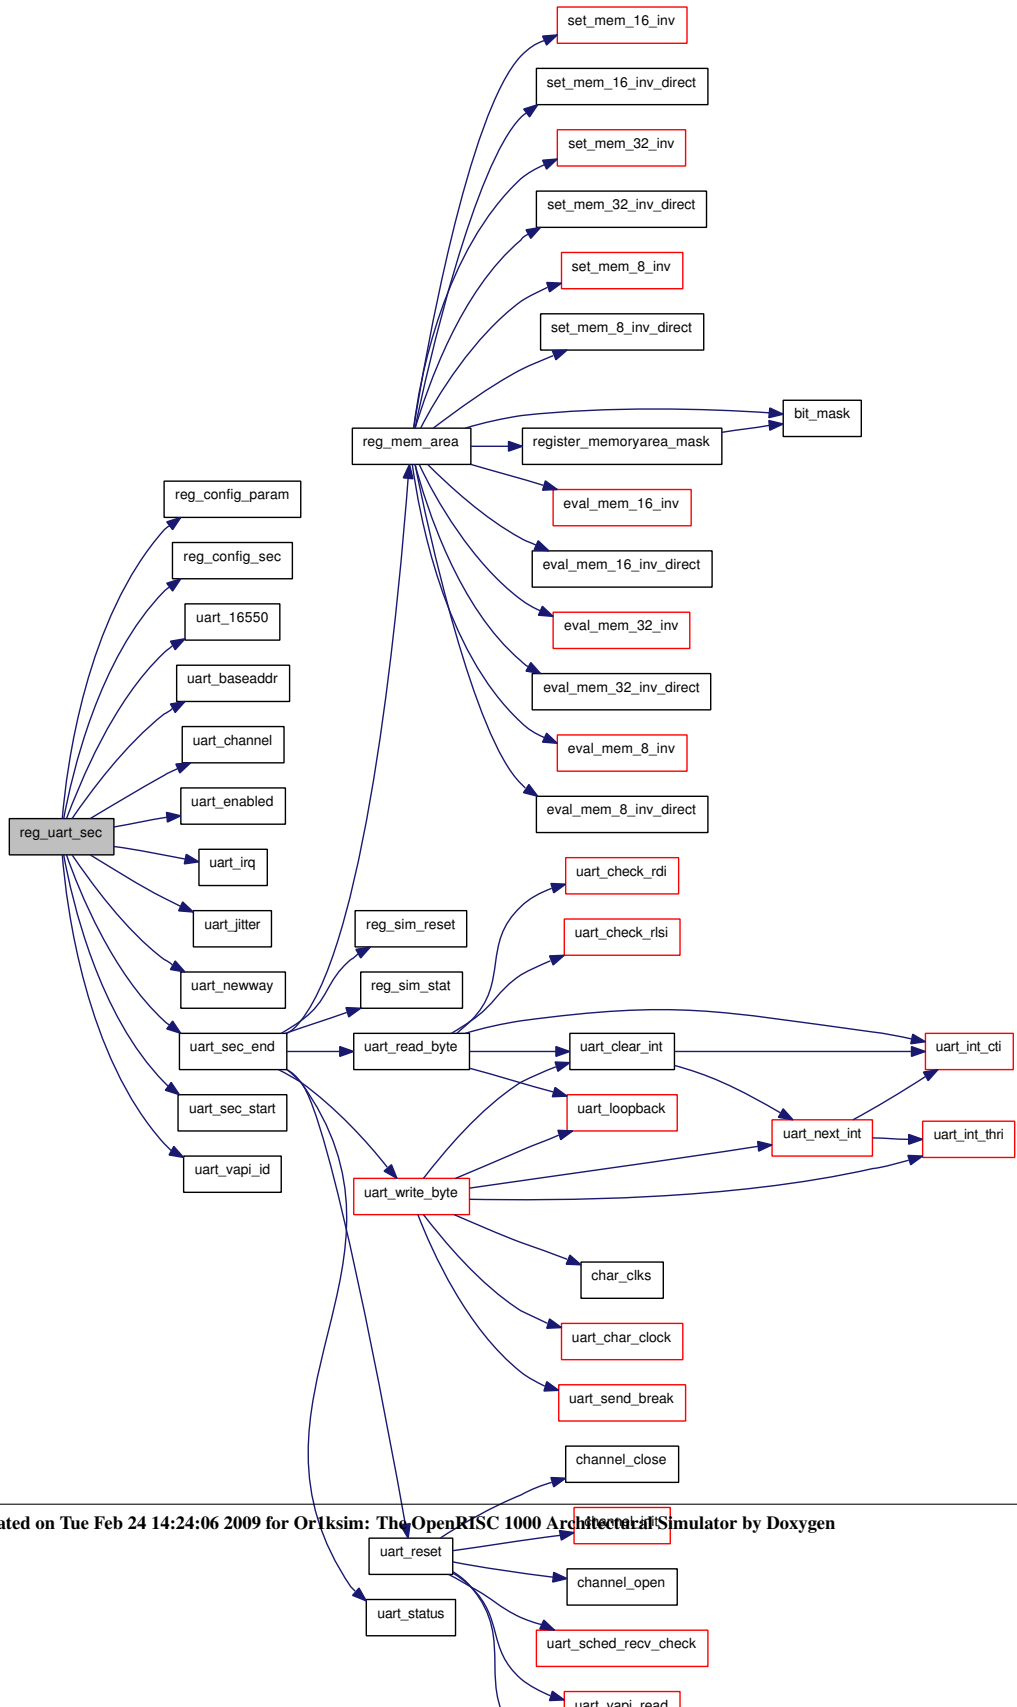 set_mem_16_inv
set_mem_16_inv_direct
set_mem_32_inv
set_mem_32_inv_direct
set_mem_8_inv
set_mem_8_inv_direct
bit_mask
reg_mem_area
register_memoryarea_mask
reg_config_param
eval_mem_16_inv
reg_config_sec
eval_mem_16_inv_direct
uart_16550
eval_mem_32_inv
uart_baseaddr
eval_mem_32_inv_direct
uart_channel
eval_mem_8_inv
uart_enabled
eval_mem_8_inv_direct
reg_uart_sec
uart_irq
uart_check_rdi
uart_jitter
reg_sim_reset
uart_check_rlsi
uart_newway
reg_sim_stat
uart_sec_end
uart_read_byte
uart_clear_int
uart_int_cti
uart_sec_start
uart_loopback
uart_next_int
uart_int_thri
uart_vapi_id
uart_write_byte
char_clks
uart_char_clock
uart_send_break
channel_close
ated on Tue Feb 24 14:24:06 2009 for Or1ksim: The OpenRISC 1000 Architectural Simulator by Doxygen
channel_init
uart_reset
channel_open
uart_status
uart_sched_recv_check
uart_vapi_read